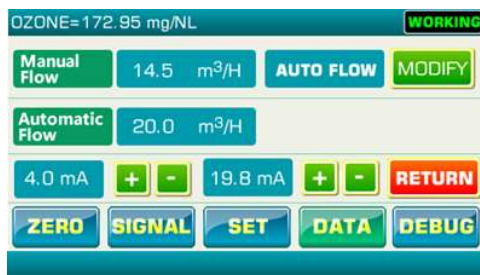 OZONE=172.95 mg/NL WORKING
Manual Flow 14.5 m³/H AUTO FLOW MODIFY
Automatic Flow 20.0 m³/H
4.0 mA + - 19.8 mA + - RETURN
ZERO SIGNAL SET DATA DEBUG